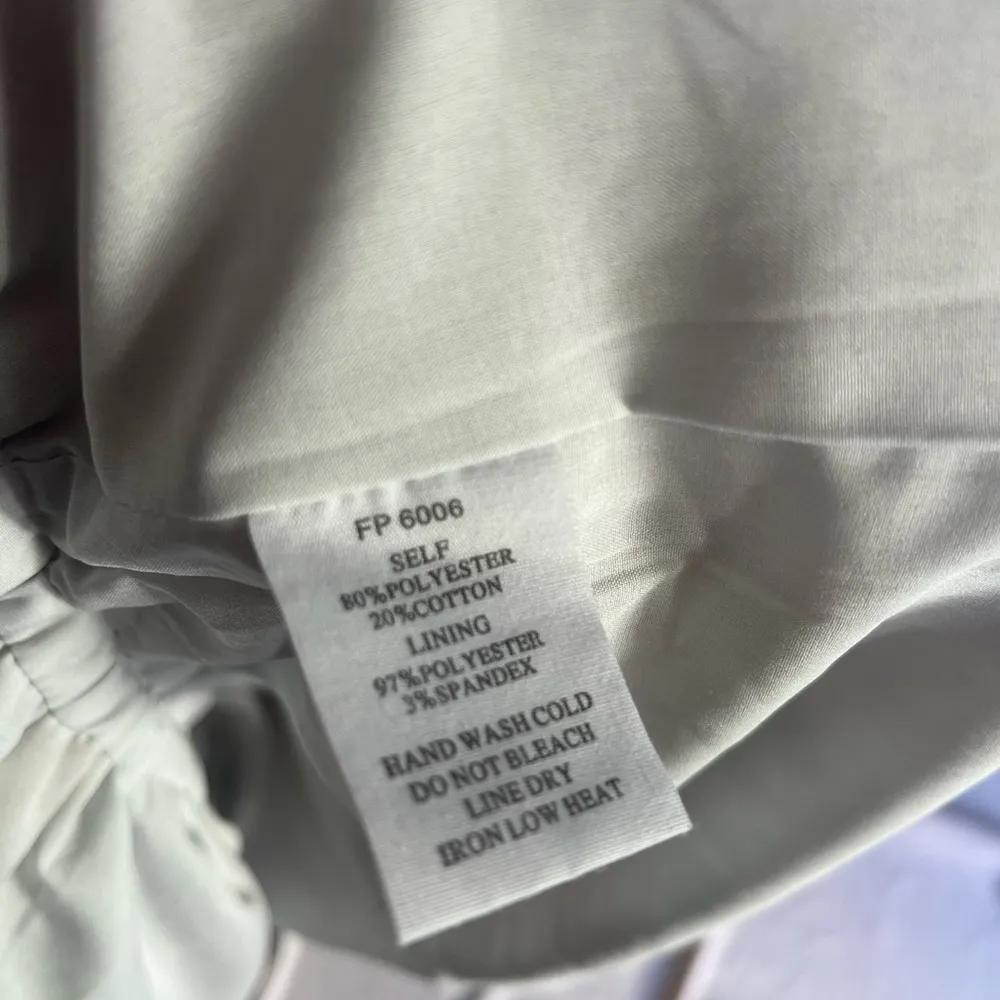 FP 6006
SELF
80%POLYESTER
20%COTTON
LINING
97%POLYESTER
3%SPANDEX
HAND WASH COLD
DO NOT BLEACH
LINE DRY
IRON LOW HEAT